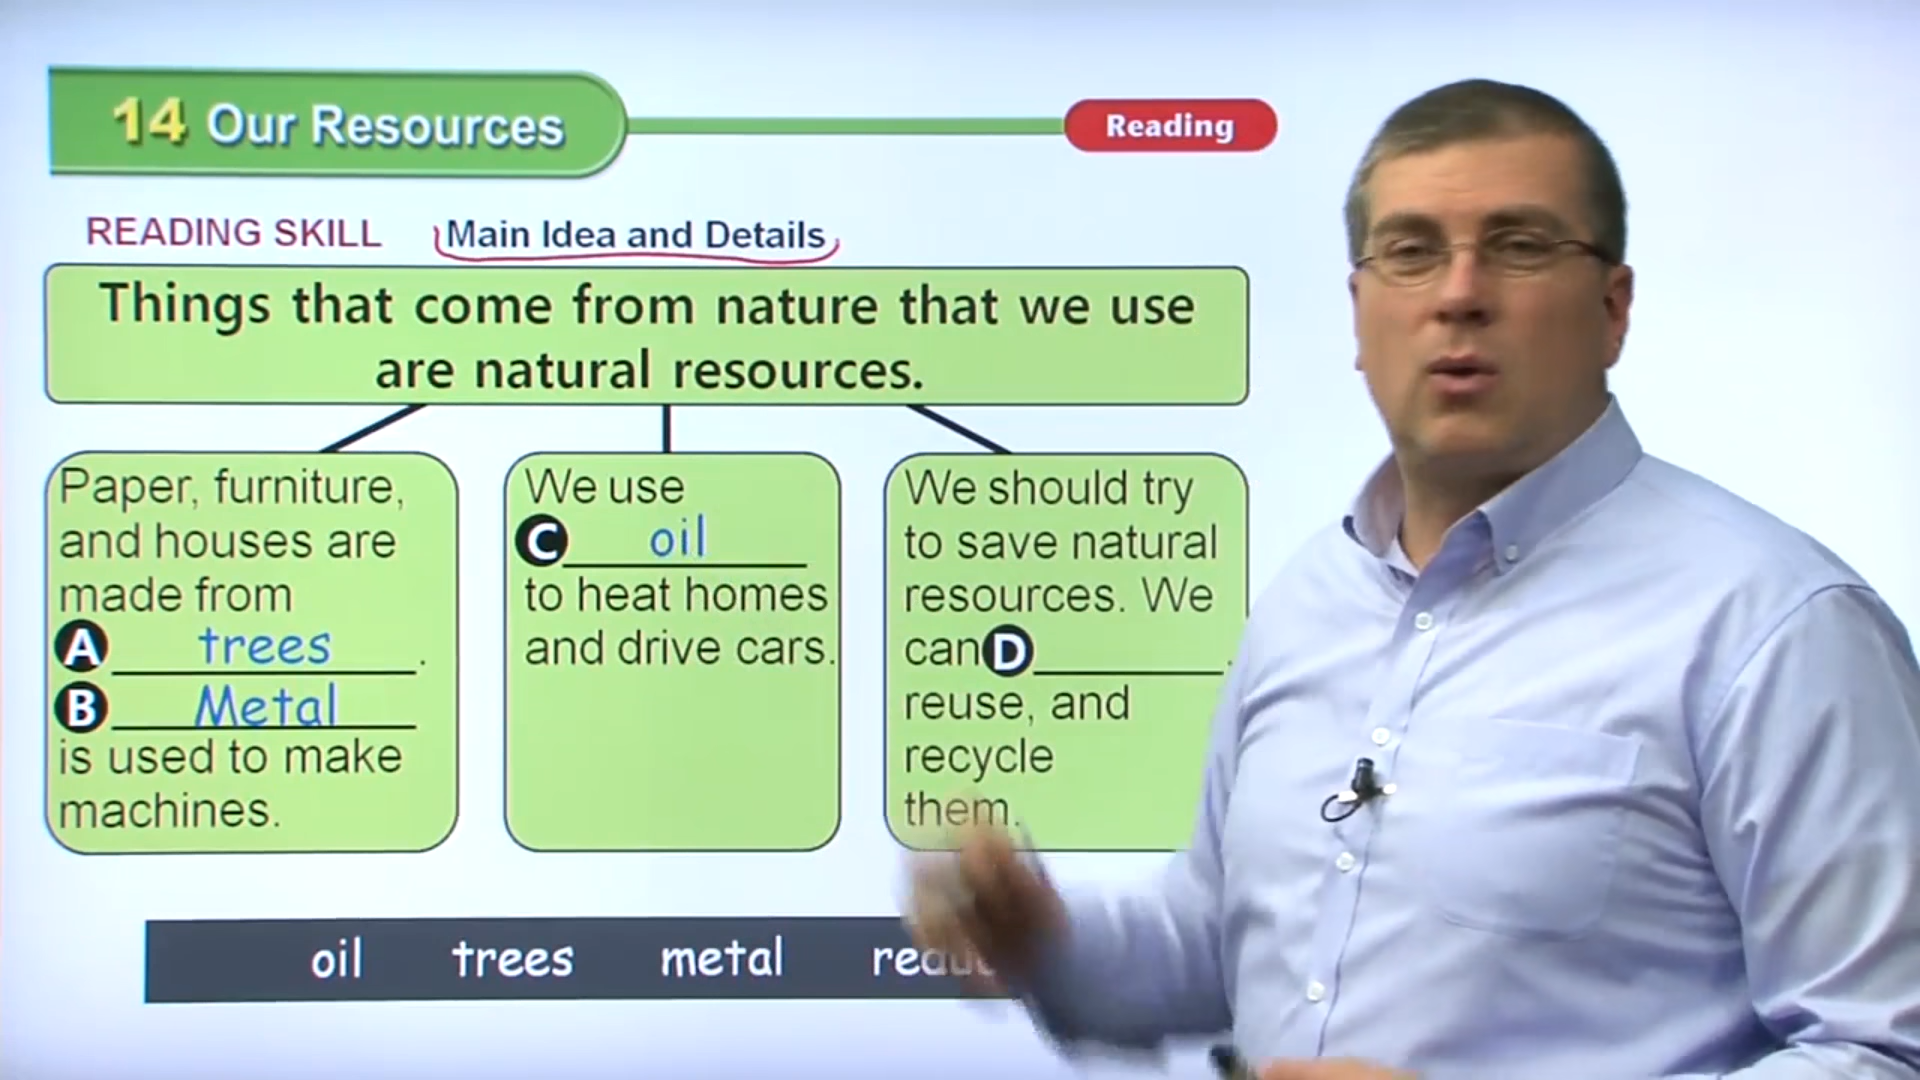 14 Our Resources
Reading
READING SKILL Main Idea and Details
Things that come from nature that we use
are natural resources.
Paper, furniture,
and houses are
made from
A trees.
B Metal
is used to make
machines.
We use
C oil
to heat homes
and drive cars.
We should try
to save natural
resources. We
can D .
reuse, and
recycle
them.
oil trees metal